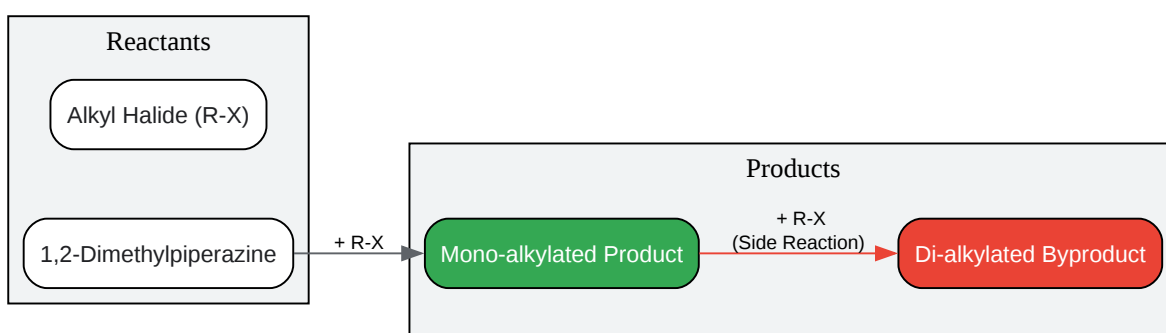 Reactants
Alkyl Halide (R-X)
1,2-Dimethylpiperazine
+ R-X
Products
Mono-alkylated Product
+ R-X
(Side Reaction)
Di-alkylated Byproduct